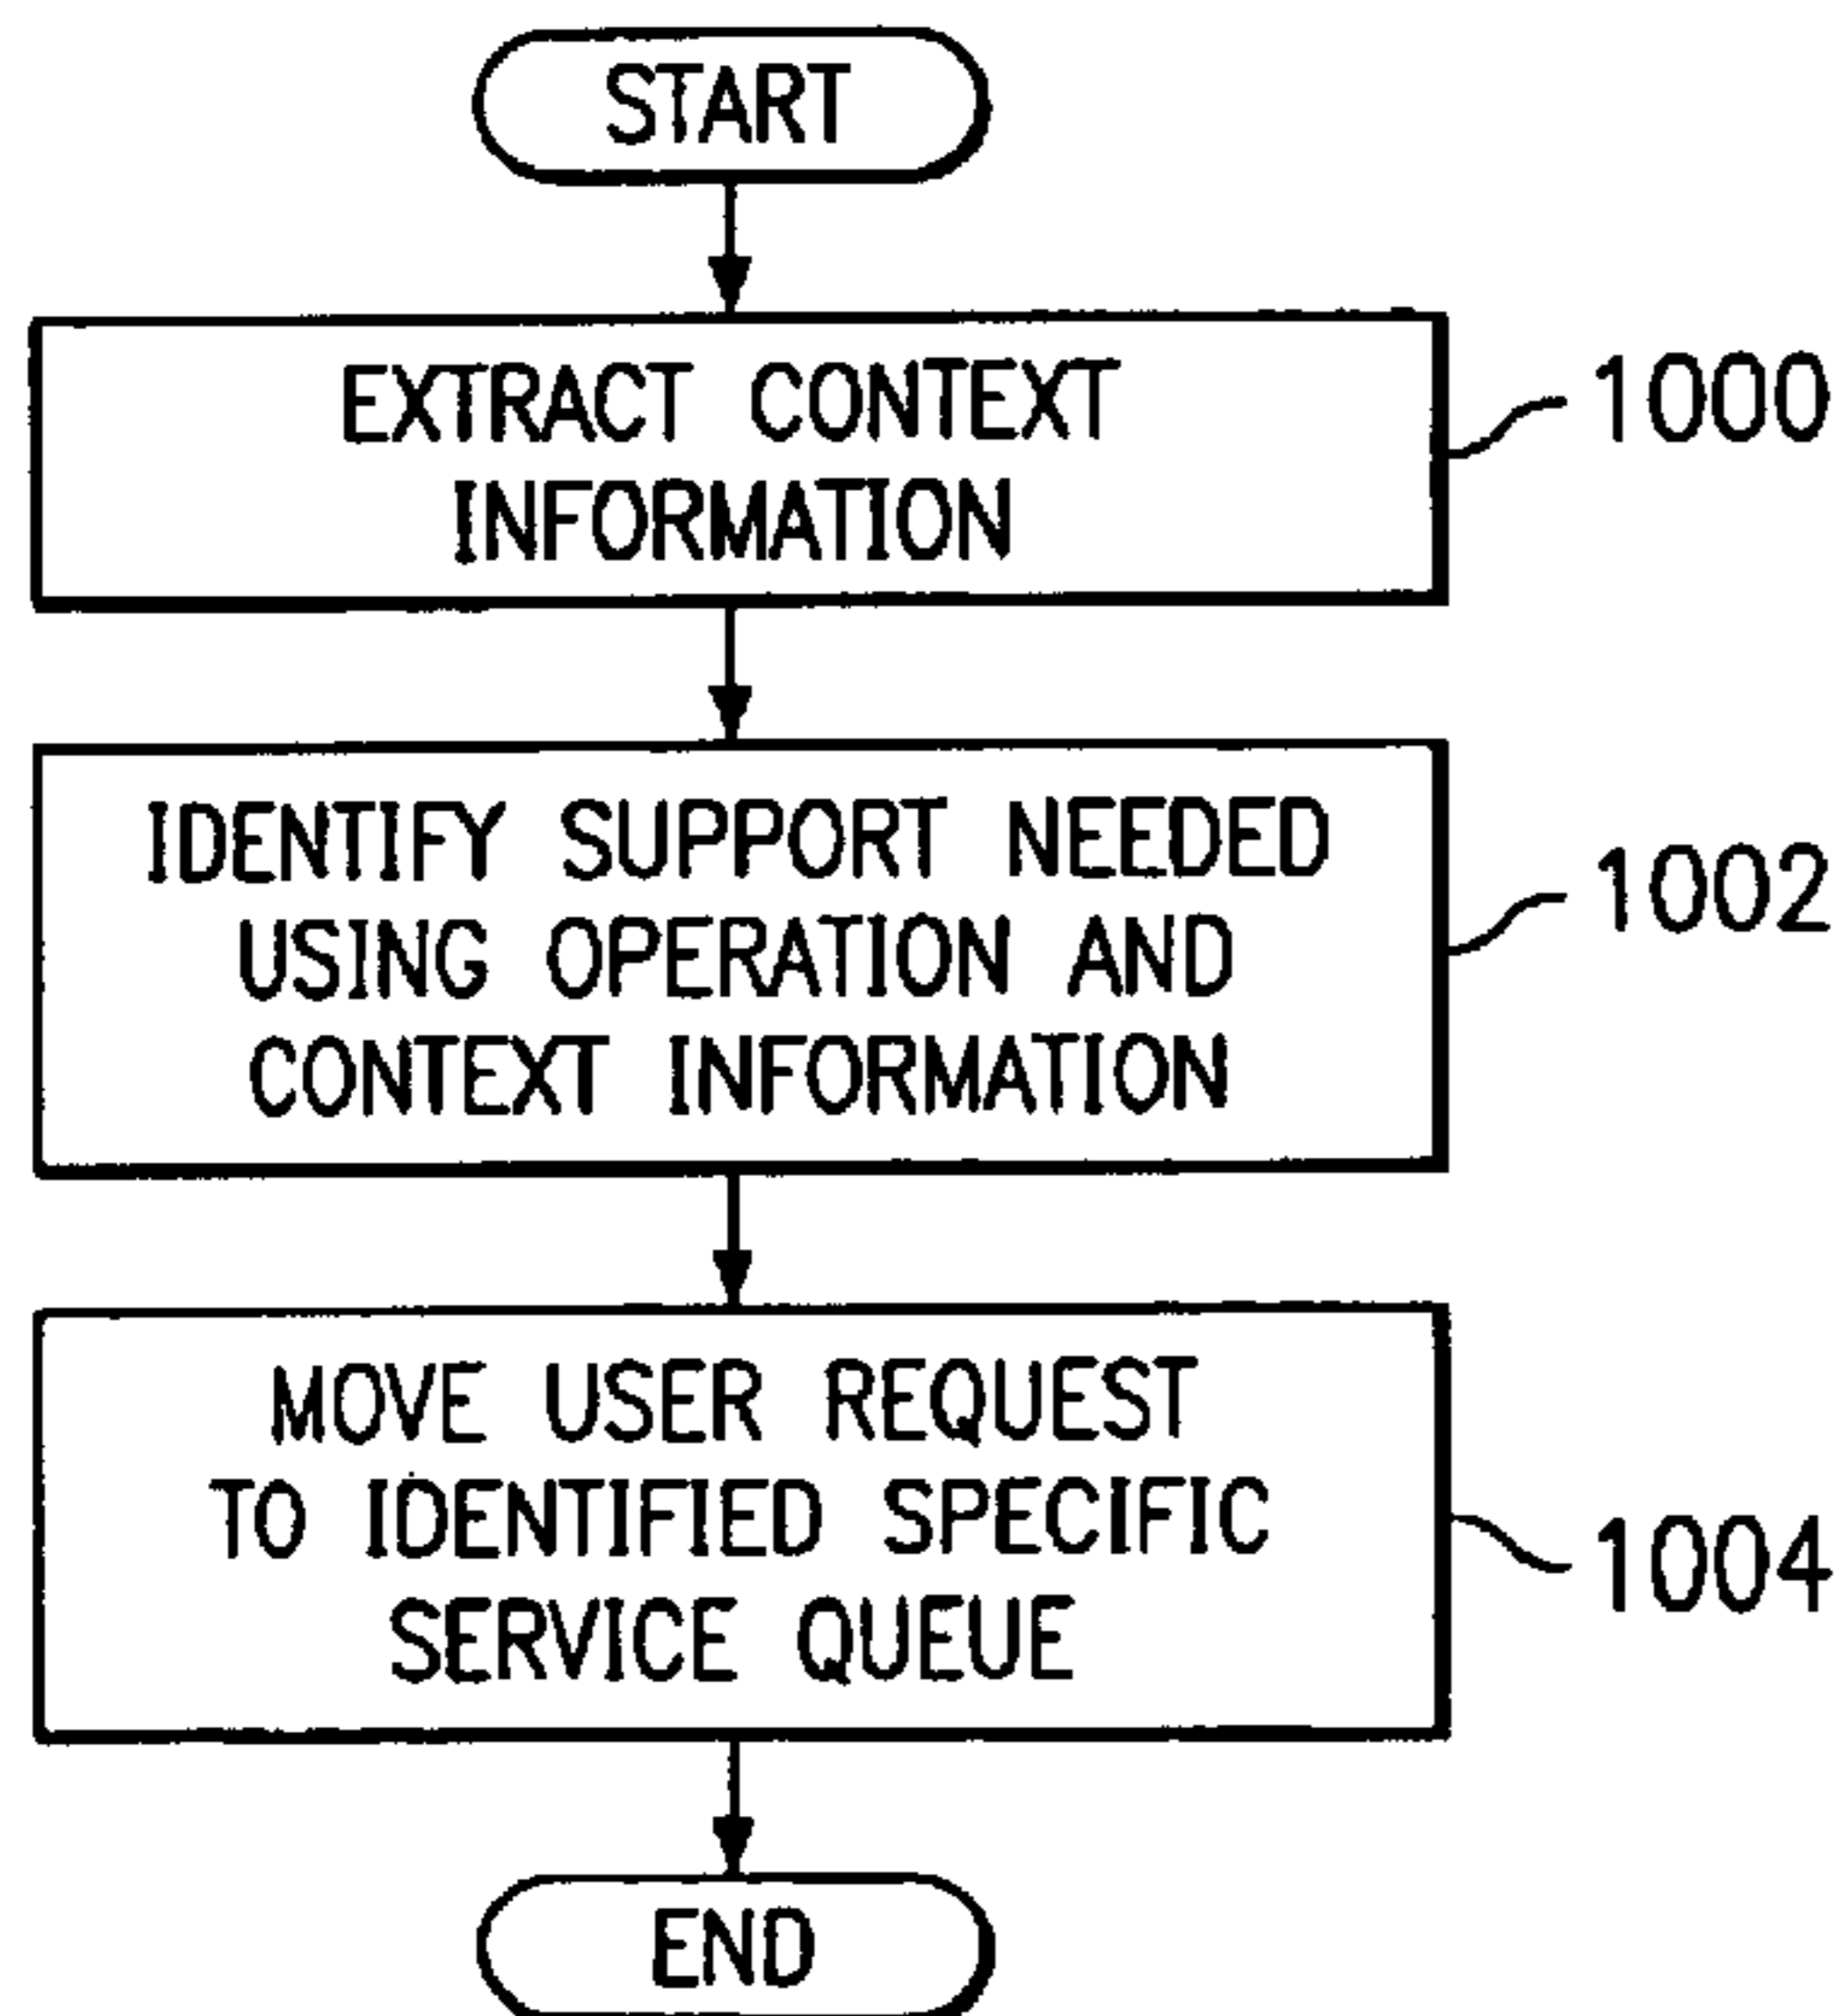 START
EXTRACT CONTEXT
INFORMATION
1000
IDENTIFY SUPPORT NEEDED
USING OPERATION AND
CONTEXT INFORMATION
1002
MOVE USER REQUEST
TO IDENTIFIED SPECIFIC
SERVICE QUEUE
1004
END